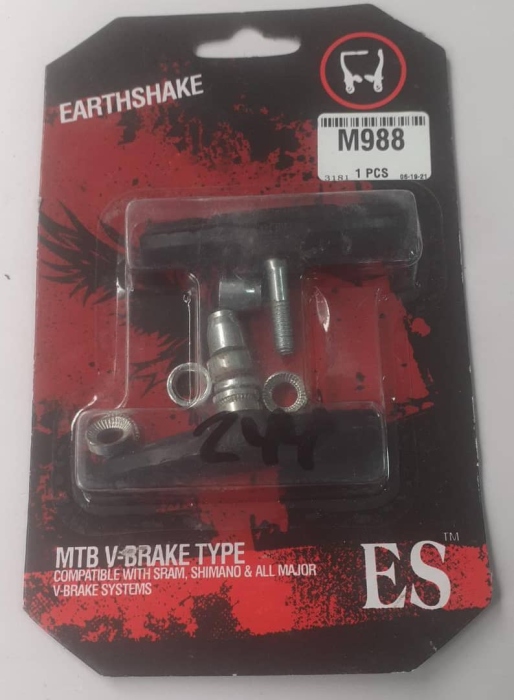 EARTHSHAKE
M988
3181 1 PCS 06-19-21
244
MTB V-BRAKE TYPE
COMPATIBLE WITH SRAM, SHIMANO & ALL MAJOR
V-BRAKE SYSTEMS
ES™